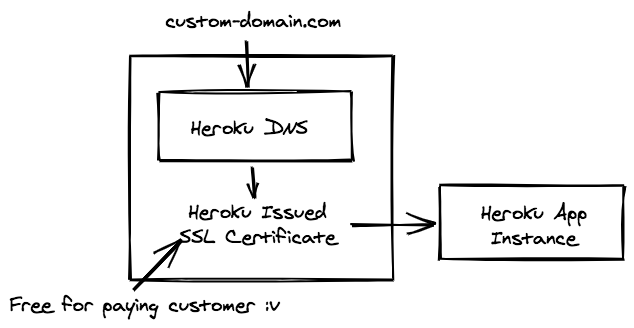 custom-domain.com
Heroku DNS
Heroku Issued
SSL Certificate
Heroku App
Instance
Free for paying customer :v